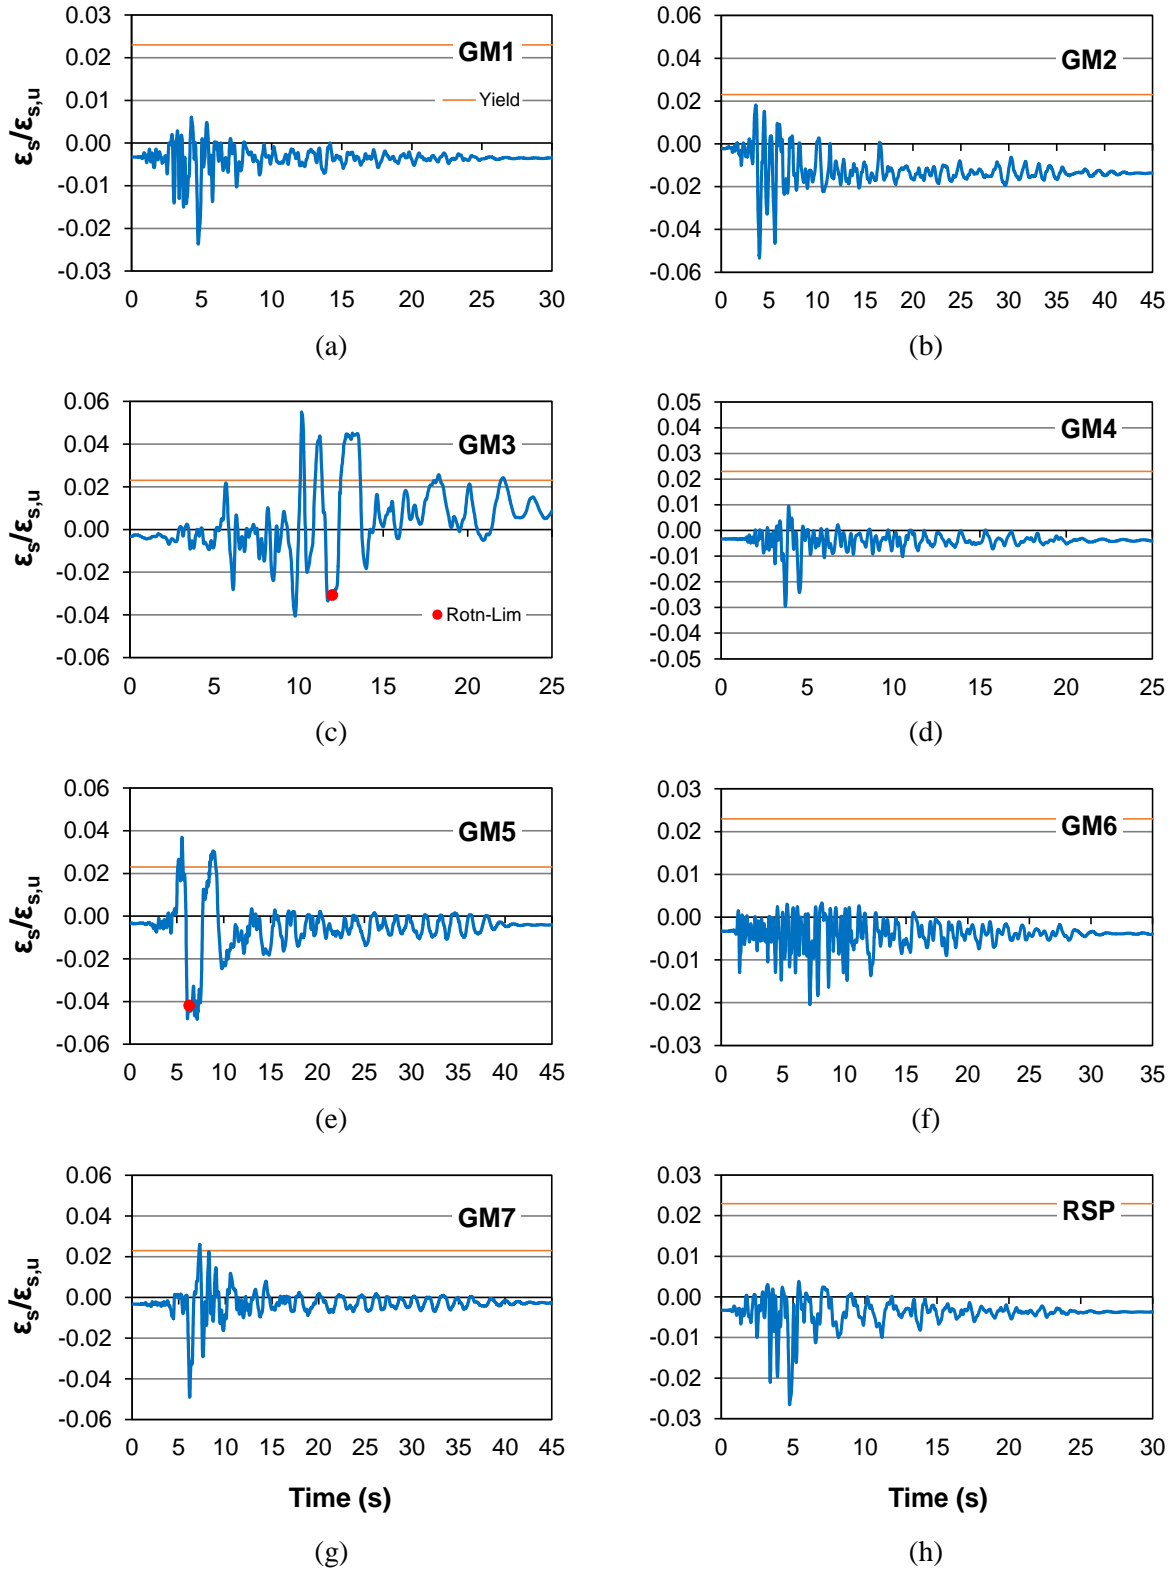 0.03
0.02
0.01
0.00
-0.01
-0.02
-0.03
εs/εs,u
GM1
Yield
0 5 10 15 20 25 30
(a)
0.06
0.04
0.02
0.00
-0.02
-0.04
-0.06
GM2
0 5 10 15 20 25 30 35 40 45
(b)
0.06
0.04
0.02
0.00
-0.02
-0.04
-0.06
εs/εs,u
GM3
Rotn-Lim
0 5 10 15 20 25
(c)
0.05
0.04
0.03
0.02
0.01
0.00
-0.01
-0.02
-0.03
-0.04
-0.05
GM4
0 5 10 15 20 25
(d)
0.06
0.04
0.02
0.00
-0.02
-0.04
-0.06
εs/εs,u
GM5
0 5 10 15 20 25 30 35 40 45
(e)
0.03
0.02
0.01
0.00
-0.01
-0.02
-0.03
GM6
0 5 10 15 20 25 30 35
(f)
0.06
0.04
0.02
0.00
-0.02
-0.04
-0.06
εs/εs,u
GM7
0 5 10 15 20 25 30 35 40 45
Time (s)
(g)
0.03
0.02
0.01
0.00
-0.01
-0.02
-0.03
RSP
0 5 10 15 20 25 30
Time (s)
(h)